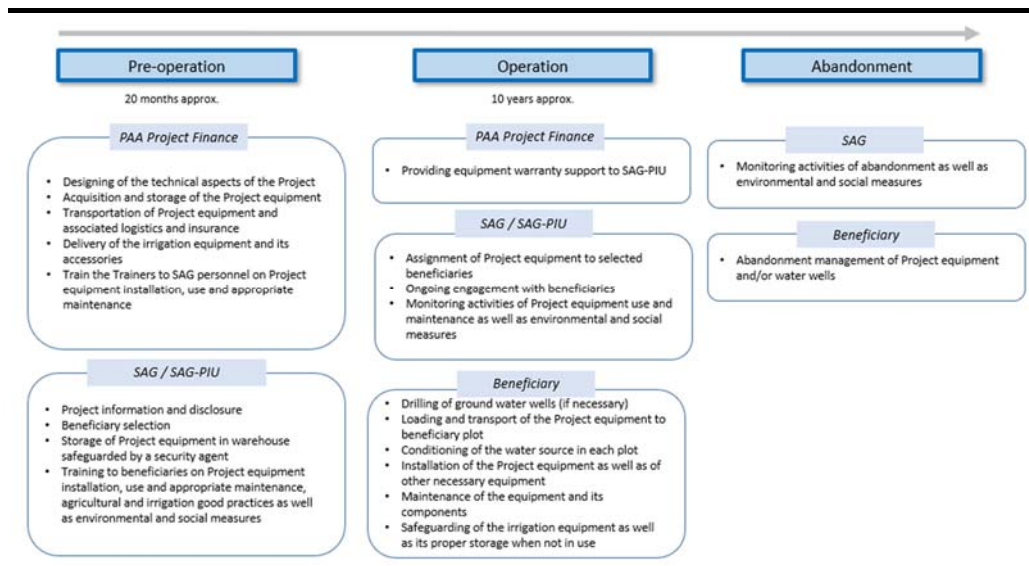 Pre-operation
20 months approx.
PAA Project Finance
• Designing of the technical aspects of the Project
• Acquisition and storage of the Project equipment
• Transportation of Project equipment and
associated logistics and insurance
• Delivery of the irrigation equipment and its
accessories
• Train the Trainers to SAG personnel on Project
equipment installation, use and appropriate
maintenance
SAG / SAG-PIU
• Project information and disclosure
• Beneficiary selection
• Storage of Project equipment in warehouse
safeguarded by a security agent
• Training to beneficiaries on Project equipment
installation, use and appropriate maintenance,
agricultural and irrigation good practices as well
as environmental and social measures
Operation
10 years approx.
PAA Project Finance
• Providing equipment warranty support to SAG-PIU
SAG / SAG-PIU
• Assignment of Project equipment to selected
beneficiaries
• Ongoing engagement with beneficiaries
• Monitoring activities of Project equipment use and
maintenance as well as environmental and social
measures
Beneficiary
• Drilling of ground water wells (if necessary)
• Loading and transport of the Project equipment to
beneficiary plot
• Conditioning of the water source in each plot
• Installation of the Project equipment as well as of
other necessary equipment
• Maintenance of the equipment and its
components
• Safeguarding of the irrigation equipment as well
as its proper storage when not in use
Abandonment
SAG
• Monitoring activities of abandonment as well as
environmental and social measures
Beneficiary
• Abandonment management of Project equipment
and/or water wells